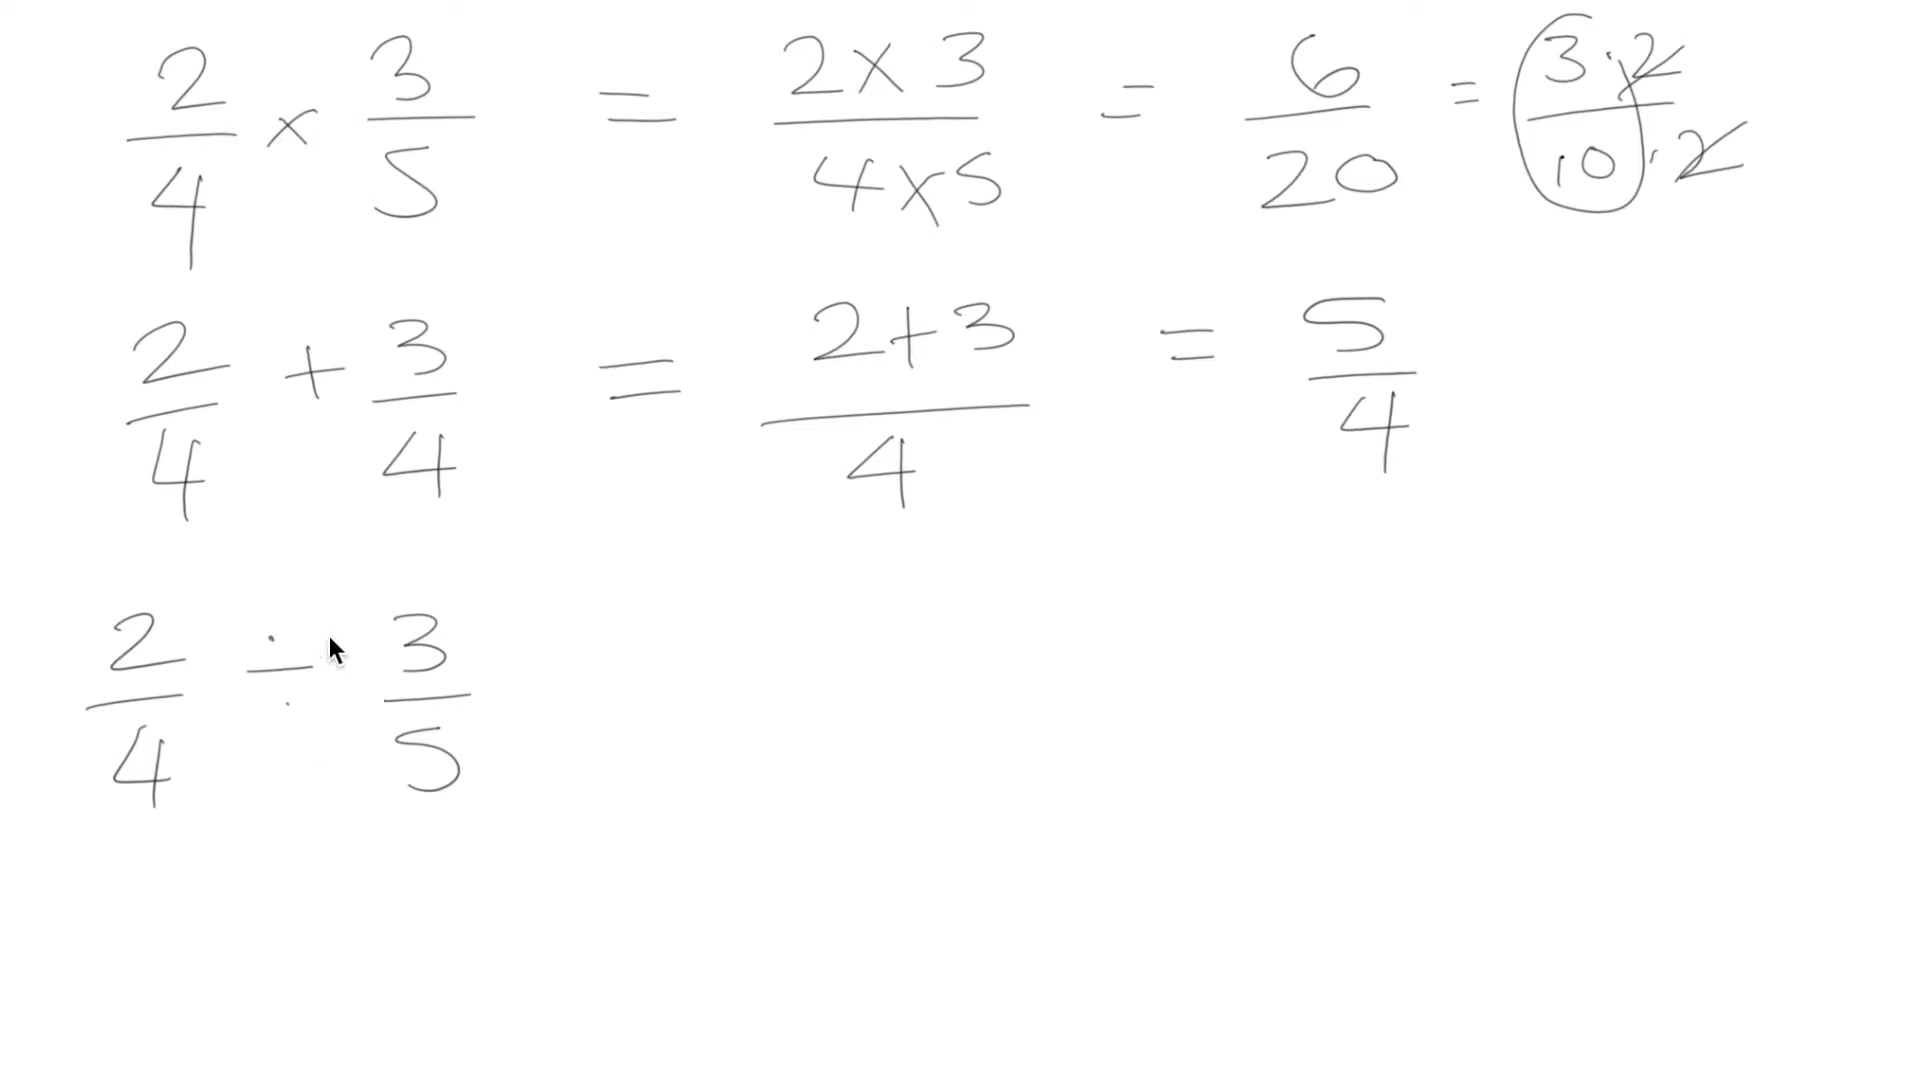 2/4 × 3/5 = 2×3/4×5 = 6/20 = 3·2/10·2
2/4 + 3/4 = 2+3/4 = 5/4
2/4 ÷ 3/5